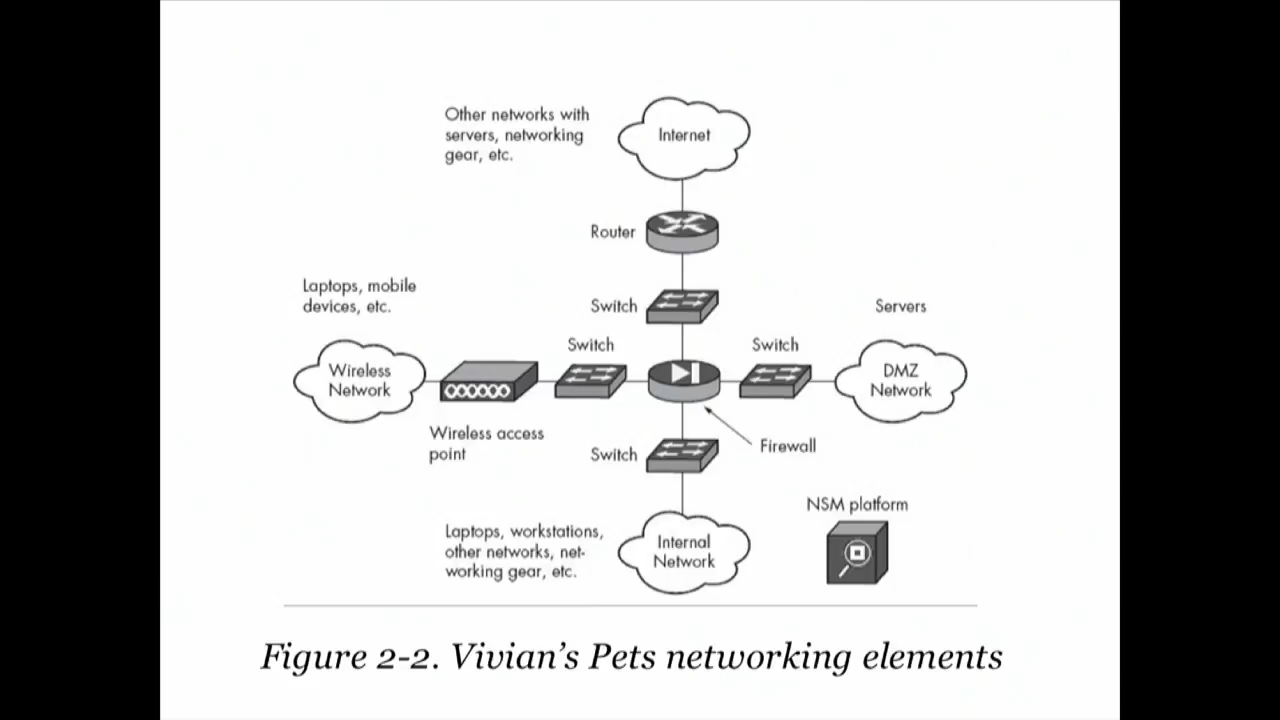 Other networks with
servers, networking
gear, etc.
Internet
Router
Laptops, mobile
devices, etc.
Switch
Servers
Switch
Switch
Wireless
Network
DMZ
Network
Wireless access
point
Switch
Firewall
NSM platform
Laptops, workstations,
other networks, net-
working gear, etc.
Internal
Network
Figure 2-2. Vivian's Pets networking elements